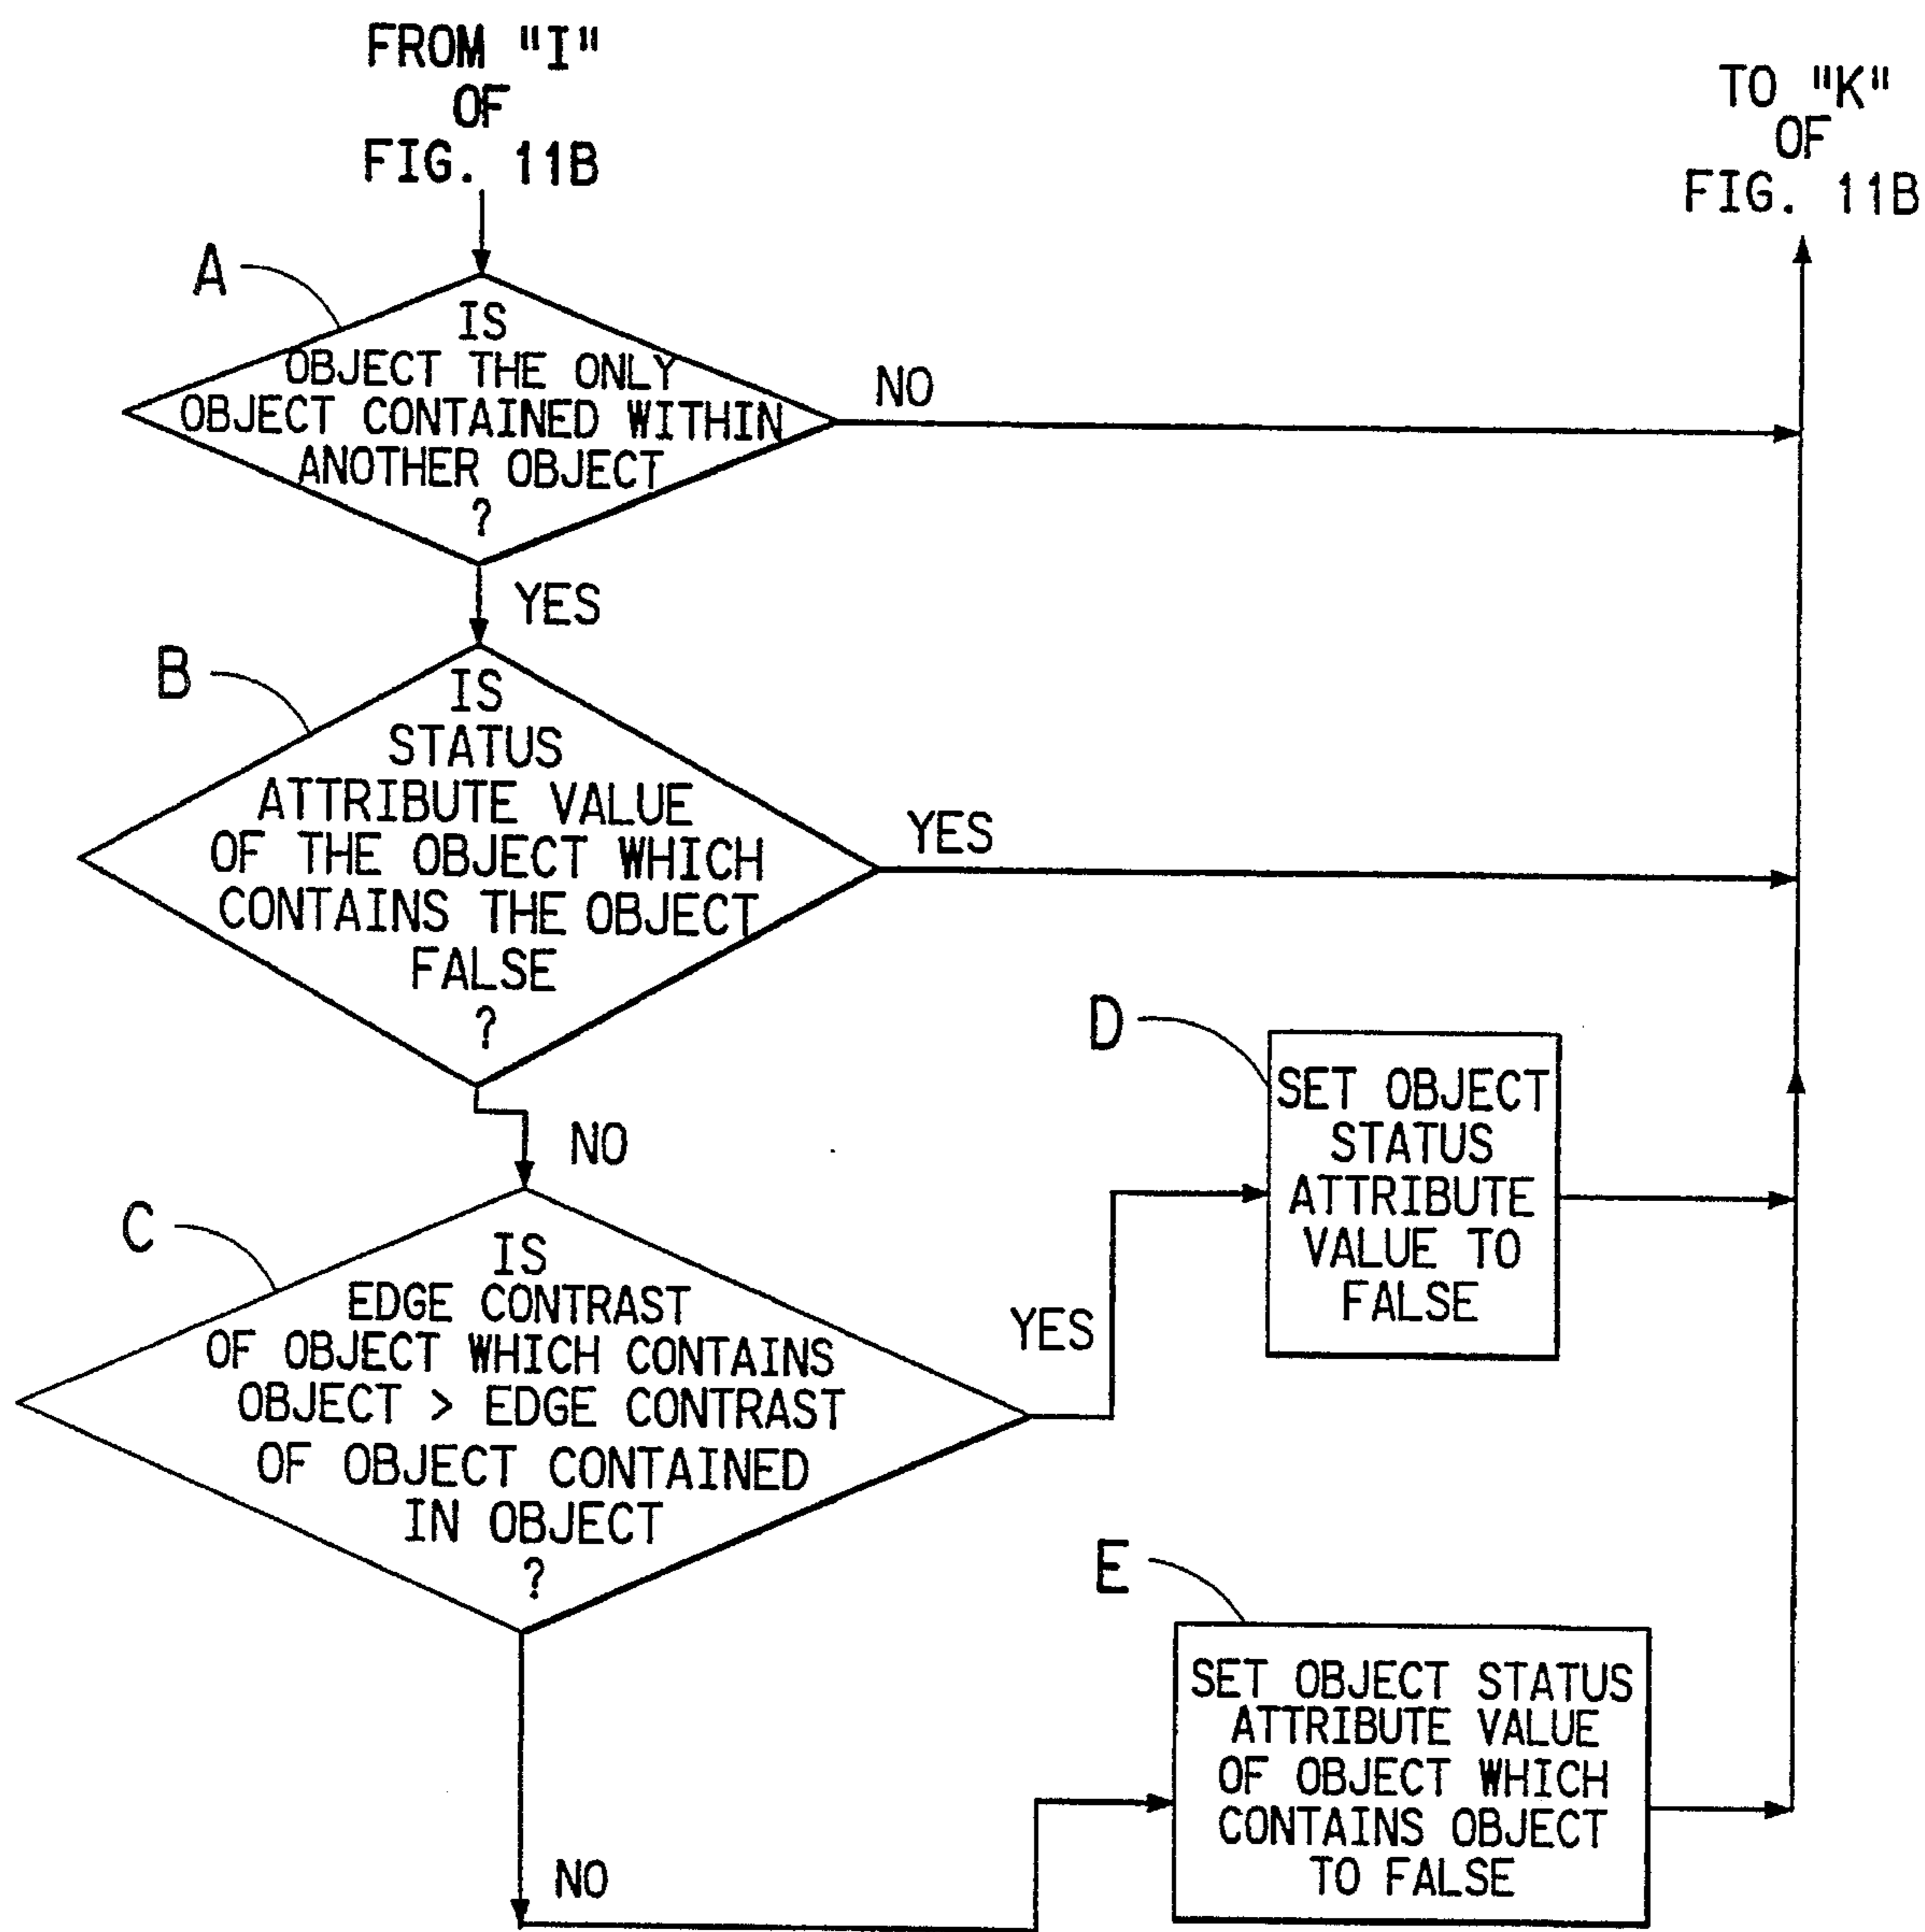 FROM "I"
OF
FIG. 11B
TO "K"
OF
FIG. 11B
A
IS
OBJECT THE ONLY
OBJECT CONTAINED WITHIN
ANOTHER OBJECT
?
NO
YES
B
IS
STATUS
ATTRIBUTE VALUE
OF THE OBJECT WHICH
CONTAINS THE OBJECT
FALSE
?
YES
NO
D
SET OBJECT
STATUS
ATTRIBUTE
VALUE TO
FALSE
C
IS
EDGE CONTRAST
OF OBJECT WHICH CONTAINS
OBJECT > EDGE CONTRAST
OF OBJECT CONTAINED
IN OBJECT
?
YES
NO
E
SET OBJECT STATUS
ATTRIBUTE VALUE
OF OBJECT WHICH
CONTAINS OBJECT
TO FALSE